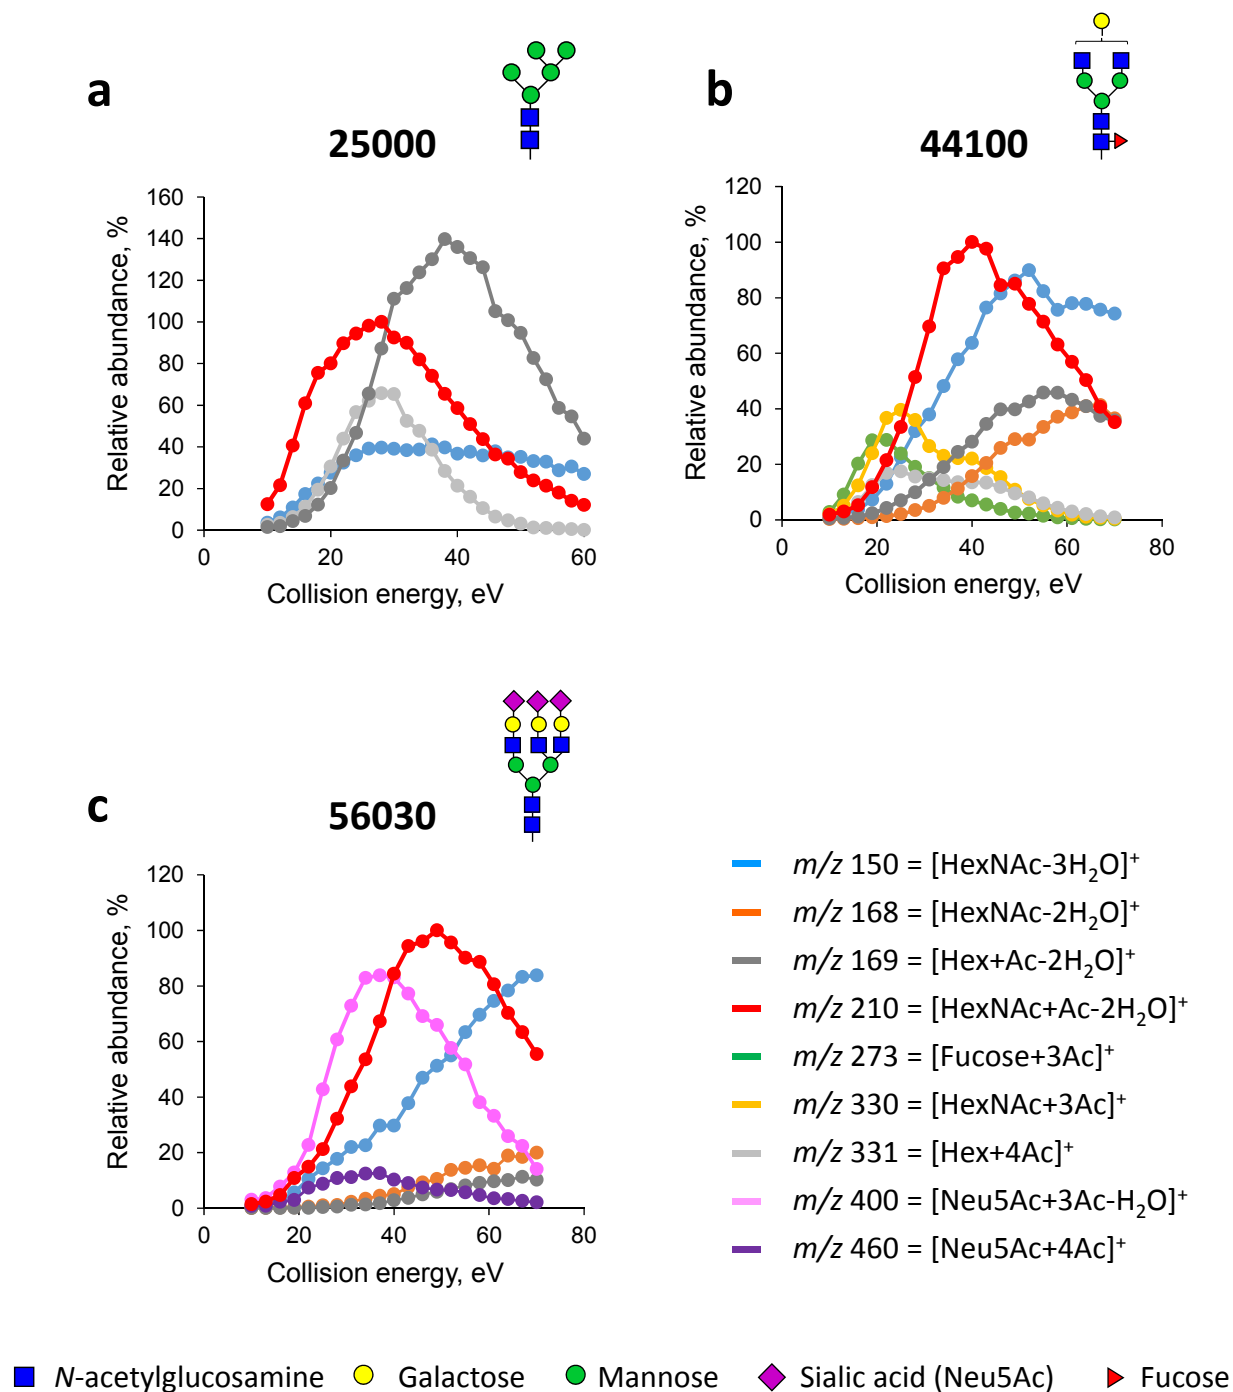 a
25000
160
140
120
100
80
60
40
20
0
0 20 40 60
Relative abundance, %
Collision energy, eV
b
44100
120
100
80
60
40
20
0
0 20 40 60 80
Relative abundance, %
Collision energy, eV
c
56030
120
100
80
60
40
20
0
0 20 40 60 80
Relative abundance, %
Collision energy, eV
m/z 150 = [HexNAc-3H₂O]⁺
m/z 168 = [HexNAc-2H₂O]⁺
m/z 169 = [Hex+Ac-2H₂O]⁺
m/z 210 = [HexNAc+Ac-2H₂O]⁺
m/z 273 = [Fucose+3Ac]⁺
m/z 330 = [HexNAc+3Ac]⁺
m/z 331 = [Hex+4Ac]⁺
m/z 400 = [Neu5Ac+3Ac-H₂O]⁺
m/z 460 = [Neu5Ac+4Ac]⁺
N-acetylglucosamine Galactose Mannose Sialic acid (Neu5Ac) Fucose